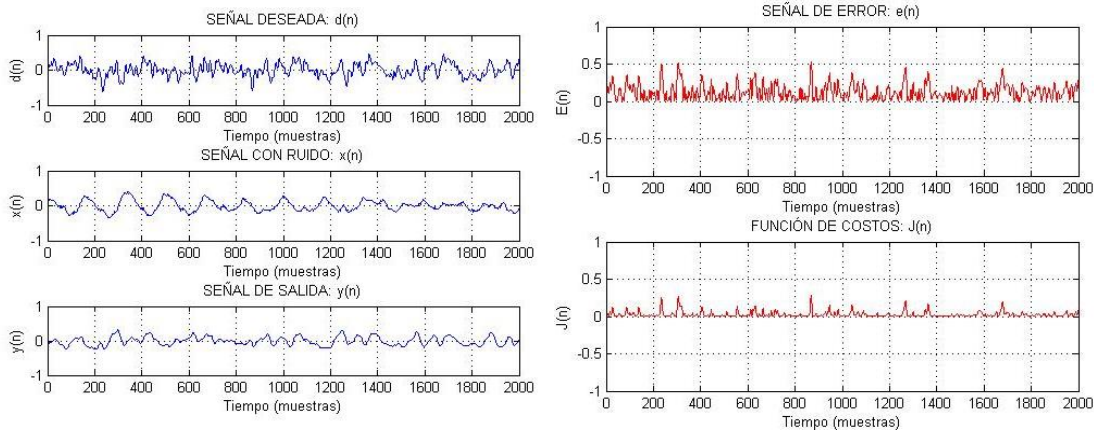 SEÑAL DESEADA: d(n)
1
0
-1
d(n)
0 200 400 600 800 1000 1200 1400 1600 1800 2000
Tiempo (muestras)
SEÑAL CON RUIDO: x(n)
1
0
-1
x(n)
0 200 400 600 800 1000 1200 1400 1600 1800 2000
Tiempo (muestras)
SEÑAL DE SALIDA: y(n)
1
0
-1
y(n)
0 200 400 600 800 1000 1200 1400 1600 1800 2000
Tiempo (muestras)
SEÑAL DE ERROR: e(n)
1
0.5
0
-0.5
-1
E(n)
0 200 400 600 800 1000 1200 1400 1600 1800 2000
Tiempo (muestras)
FUNCIÓN DE COSTOS: J(n)
1
0.5
0
-0.5
-1
J(n)
0 200 400 600 800 1000 1200 1400 1600 1800 2000
Tiempo (muestras)